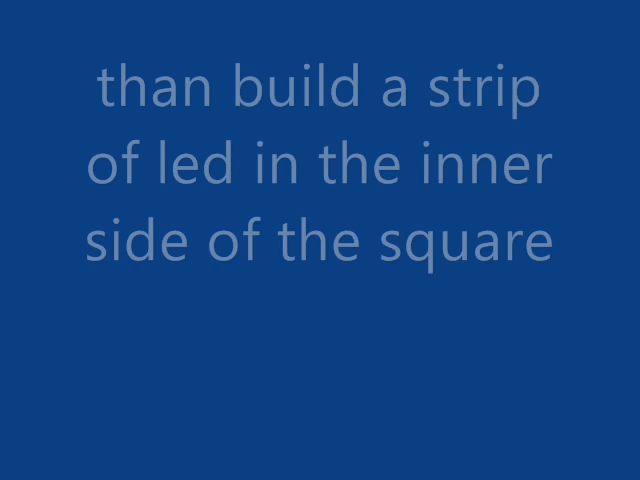 than build a strip
of led in the inner
side of the square